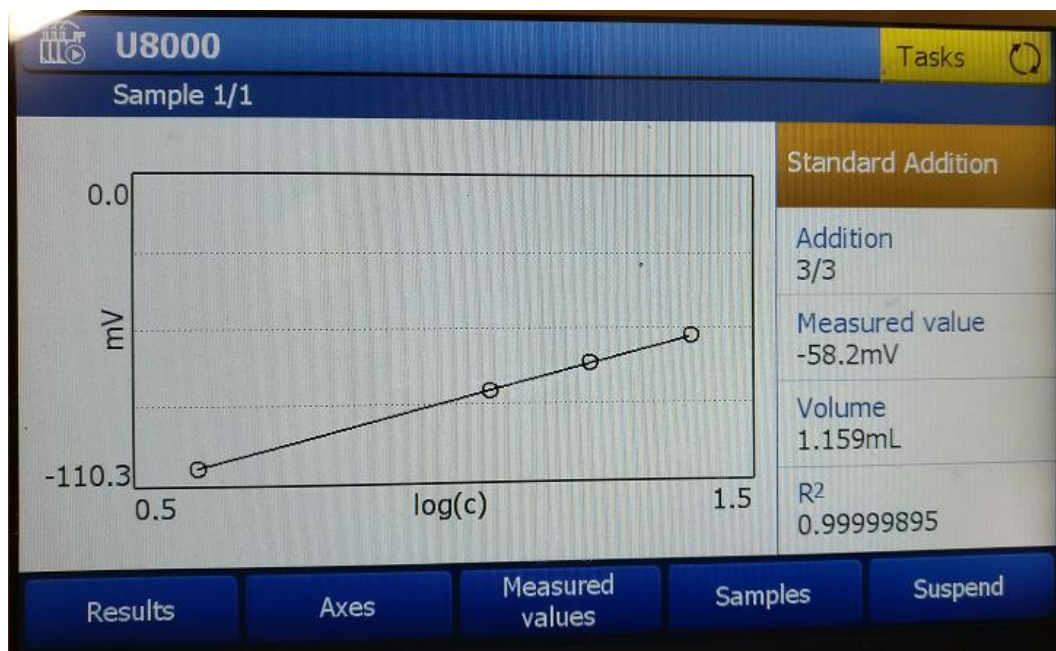 U8000
Tasks
Sample 1/1
0.0
mV
-110.3
0.5
log(c)
1.5
Standard Addition
Addition
3/3
Measured value
-58.2mV
Volume
1.159mL
R2
0.99999895
Results
Axes
Measured
values
Samples
Suspend